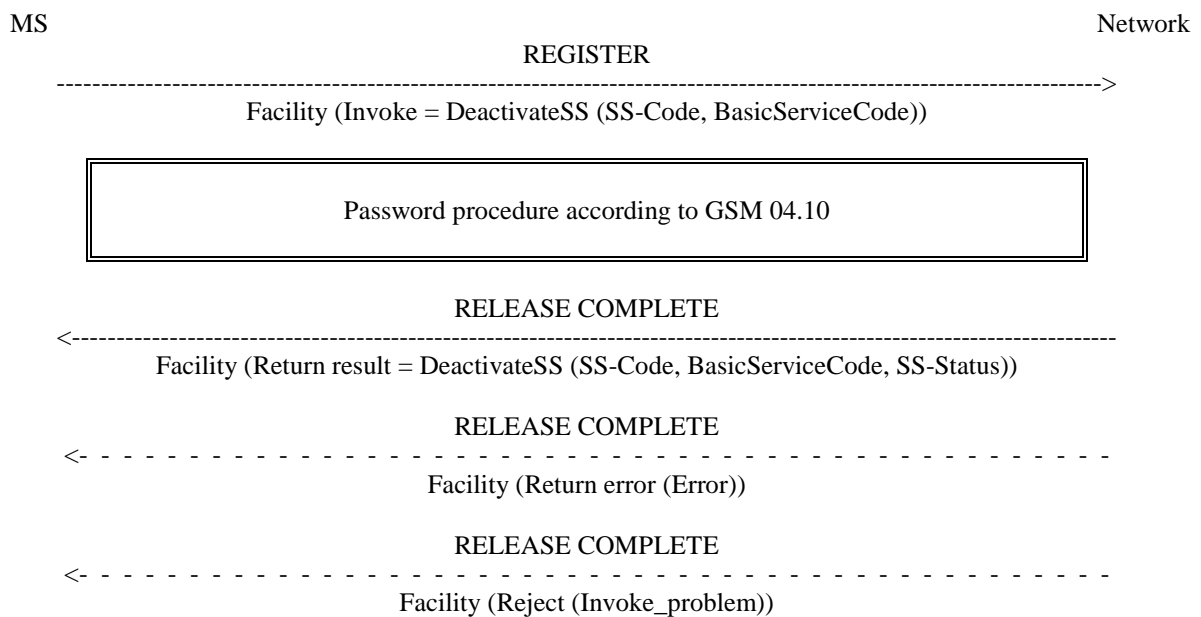 MS Network
REGISTER
Facility (Invoke = DeactivateSS (SS-Code, BasicServiceCode))
Password procedure according to GSM 04.10
RELEASE COMPLETE
Facility (Return result = DeactivateSS (SS-Code, BasicServiceCode, SS-Status))
RELEASE COMPLETE
Facility (Return error (Error))
RELEASE COMPLETE
Facility (Reject (Invoke_problem))